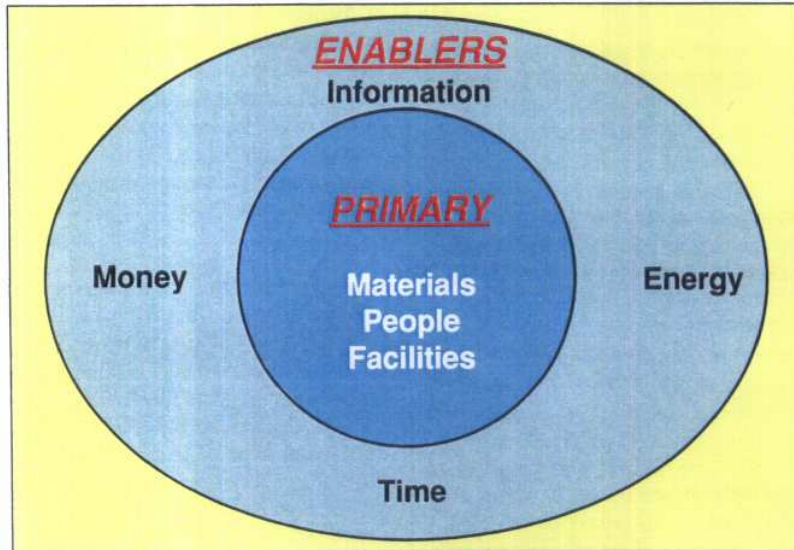 ENABLERS
Information
PRIMARY
Money
Energy
Materials
People
Facilities
Time